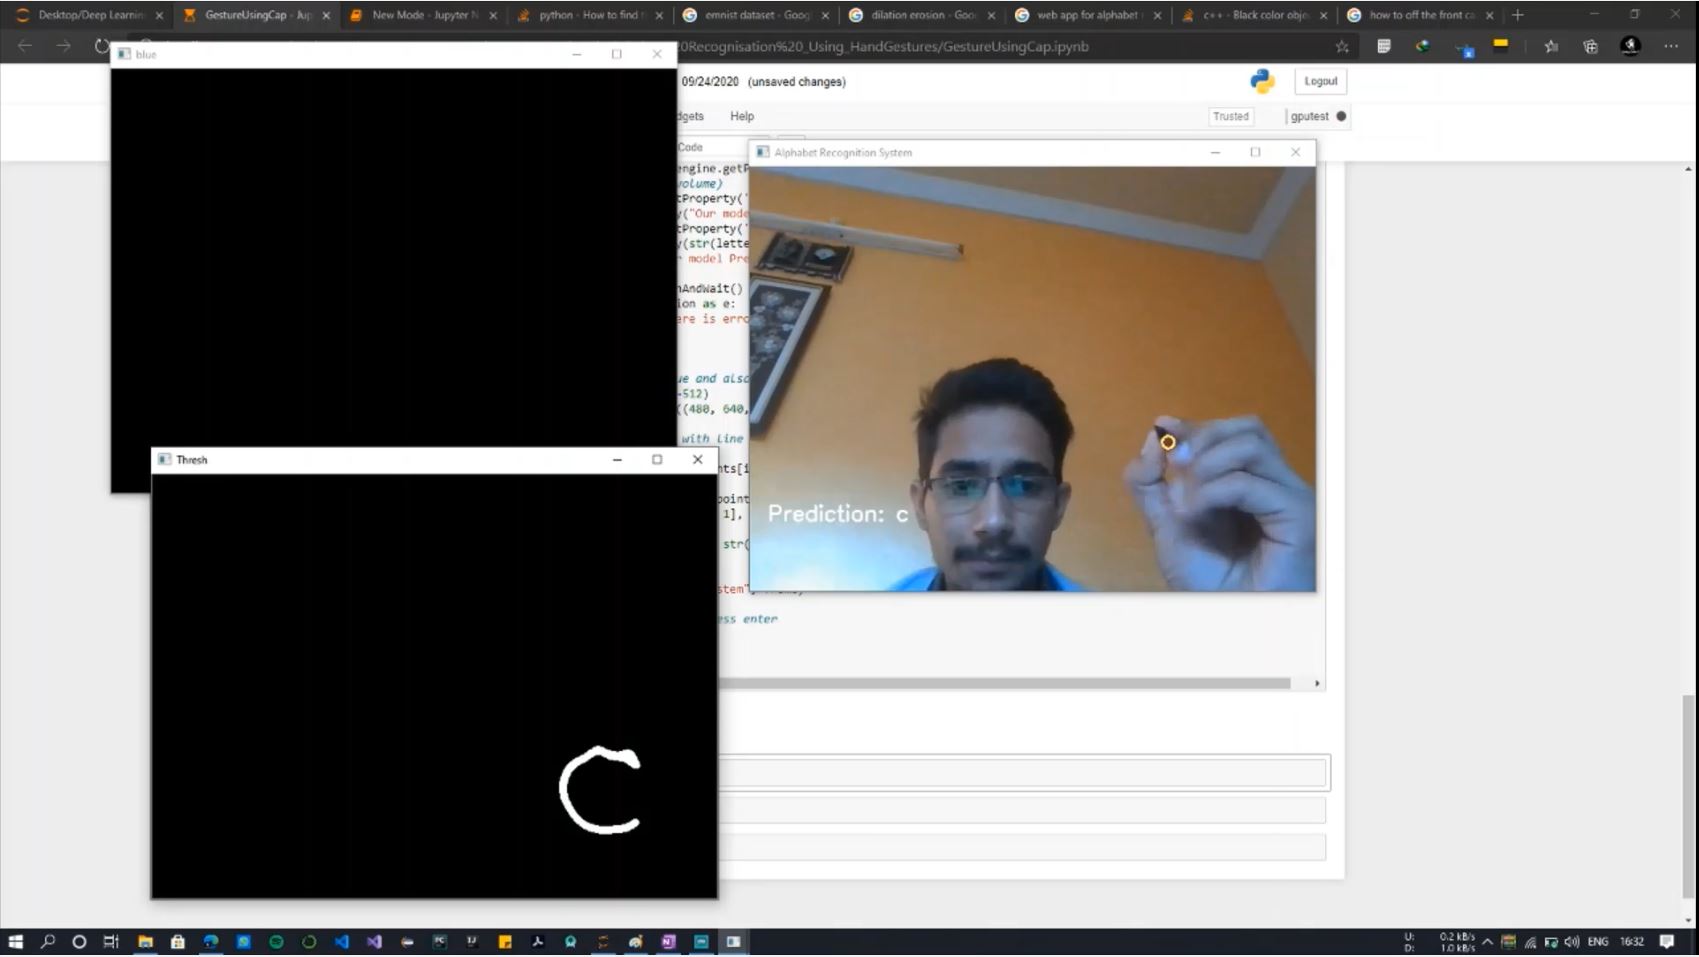 Desktop/Deep Learnin
GestureUsingCap - Jup
New Mode - Jupyter N
python - How to find t
emnist dataset - Goog
dilation erosion - Goo
web app for alphabet
c++ - Black color obje
how to off the front ca
20Recognisation%20_Using_HandGestures/GestureUsingCap.ipynb
blue
09/24/2020 (unsaved changes)
Logout
dgets Help
Trusted
gputest
Code
Alphabet Recognition System
engine.getP
volume)
tProperty('
y("Our mode
tProperty('
y(str(lette
r model Pre
nAndWait()
ion as e:
ere is erro
ue and also
-512)
((480, 640,
with Line
nts[i
point
1],
str(
stem",
ess enter
Prediction: c
Thresh
C
U: 0.2 kB/s
D: 1.0 kB/s
ENG
16:32